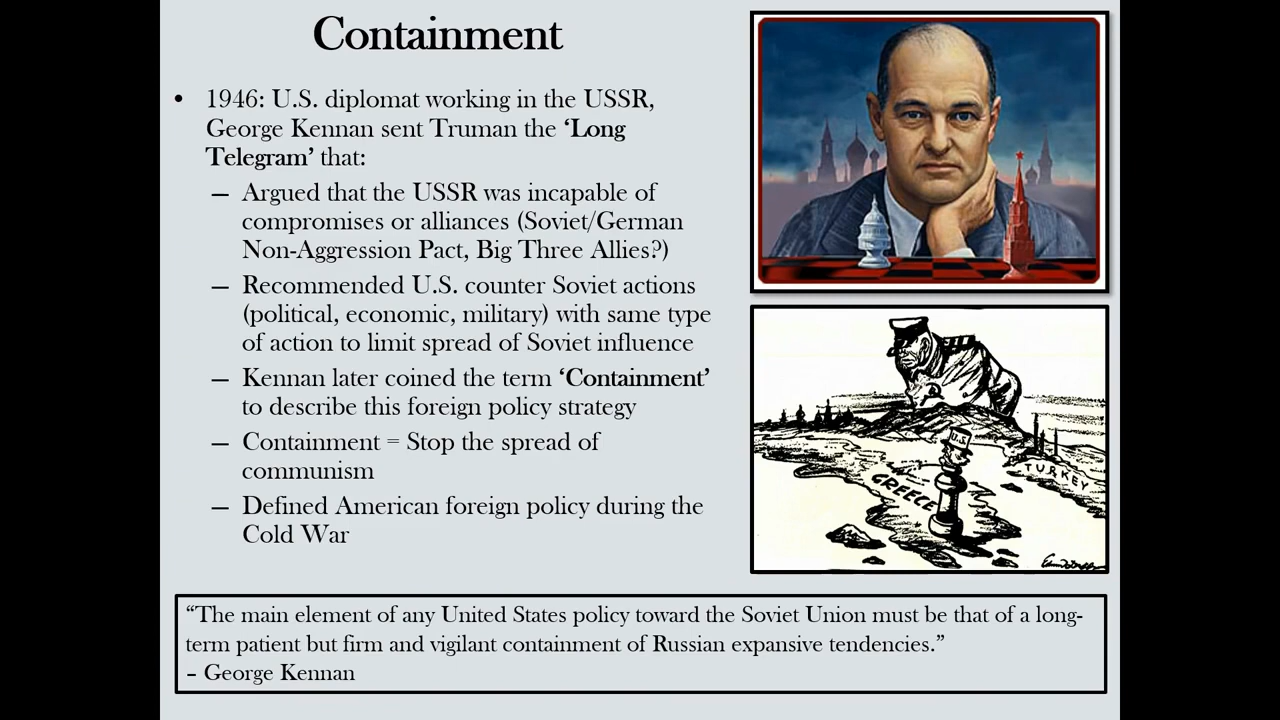 Containment
• 1946: U.S. diplomat working in the USSR,
George Kennan sent Truman the ‘Long
Telegram’ that:
– Argued that the USSR was incapable of
compromises or alliances (Soviet/German
Non-Aggression Pact, Big Three Allies?)
– Recommended U.S. counter Soviet actions
(political, economic, military) with same type
of action to limit spread of Soviet influence
– Kennan later coined the term ‘Containment’
to describe this foreign policy strategy
– Containment = Stop the spread of
communism
– Defined American foreign policy during the
Cold War
U.S.
GREECE
TURKEY
“The main element of any United States policy toward the Soviet Union must be that of a long-
term patient but firm and vigilant containment of Russian expansive tendencies.”
– George Kennan